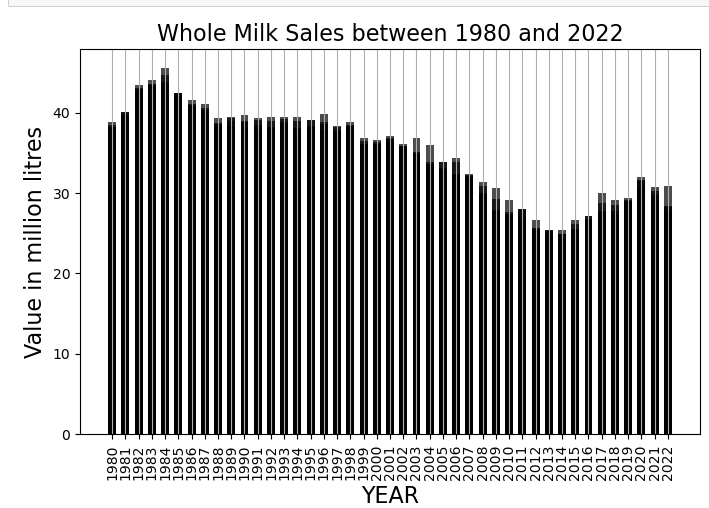 Whole Milk Sales between 1980 and 2022
Value in million litres
40
30
20
10
0
1980 1981 1982 1983 1984 1985 1986 1987 1988 1989 1990 1991 1992 1993 1994 1995 1996 1997 1998 1999 2000 2001 2002 2003 2004 2005 2006 2007 2008 2009 2010 2011 2012 2013 2014 2015 2016 2017 2018 2019 2020 2021 2022
YEAR